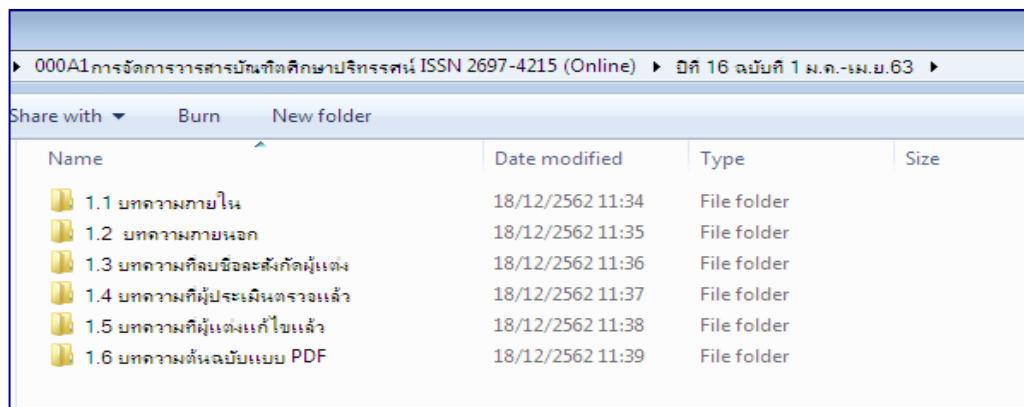 000A1การจัดการวารสารบัณฑิตศึกษาปริทรรศน์ ISSN 2697-4215 (Online) ปีที่ 16 ฉบับที่ 1 ม.ค.-เม.ย.63
Share with Burn New folder
Name Date modified Type Size
1.1 บทความภายใน 18/12/2562 11:34 File folder
1.2 บทความภายนอก 18/12/2562 11:35 File folder
1.3 บทความที่ลบชื่อละสังกัดผู้แต่ง 18/12/2562 11:36 File folder
1.4 บทความที่ผู้ประเมินตรวจแล้ว 18/12/2562 11:37 File folder
1.5 บทความที่ผู้แต่งแก้ไขแล้ว 18/12/2562 11:38 File folder
1.6 บทความต้นฉบับแบบ PDF 18/12/2562 11:39 File folder